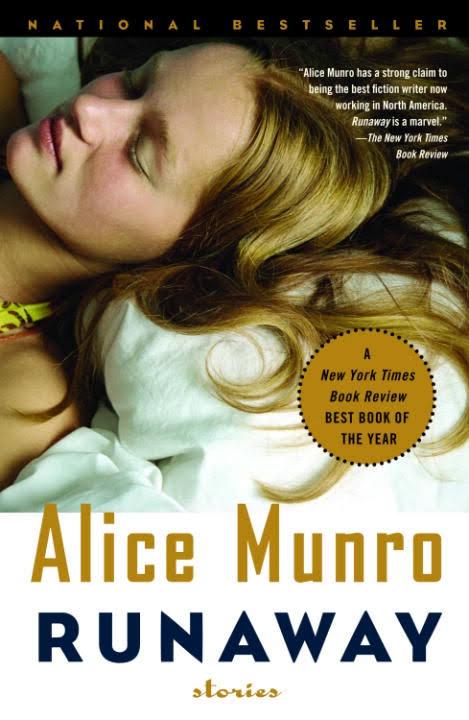 NATIONAL BESTSELLER
“Alice Munro has a strong claim to
being the best fiction writer now
working in North America.
Runaway is a marvel.”
—The New York Times
Book Review
A
New York Times
Book Review
BEST BOOK OF
THE YEAR
Alice Munro
RUNAWAY
stories